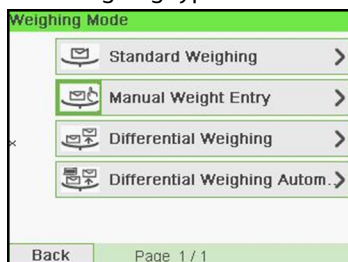 Weighing Mode
Standard Weighing
Manual Weight Entry
Differential Weighing
Differential Weighing Autom..
Back Page 1 / 1